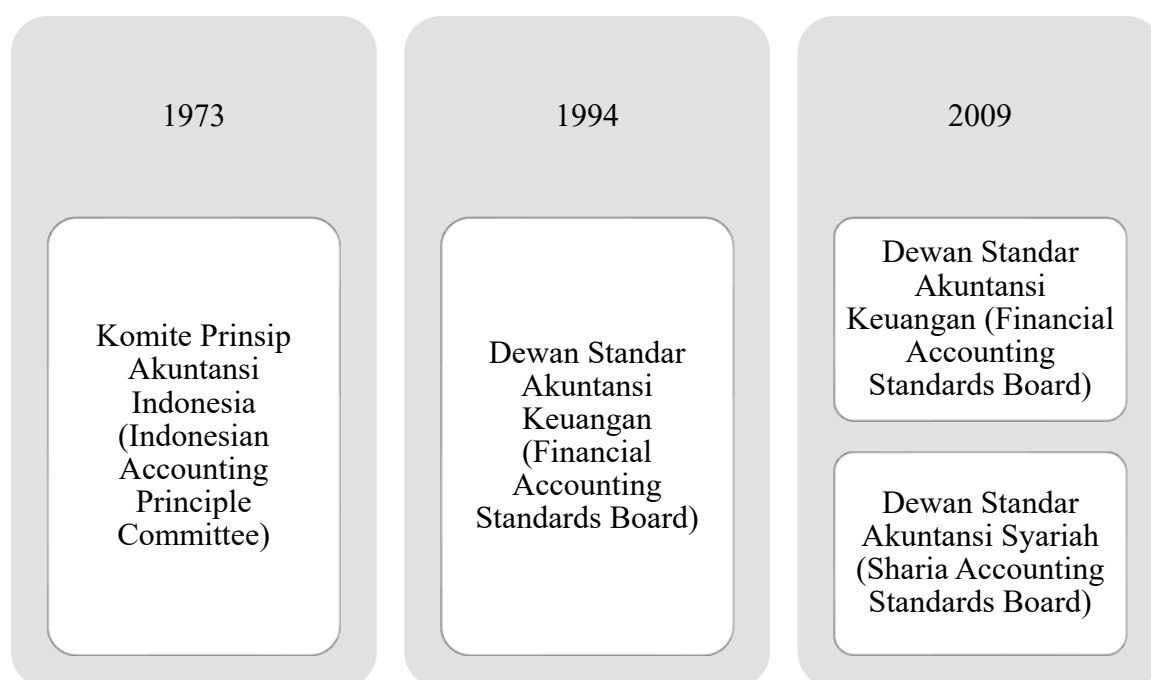 1973
Komite Prinsip
Akuntansi
Indonesia
(Indonesian
Accounting
Principle
Committee)
1994
Dewan Standar
Akuntansi
Keuangan
(Financial
Accounting
Standards Board)
2009
Dewan Standar
Akuntansi
Keuangan (Financial
Accounting
Standards Board)
Dewan Standar
Akuntansi Syariah
(Sharia Accounting
Standards Board)